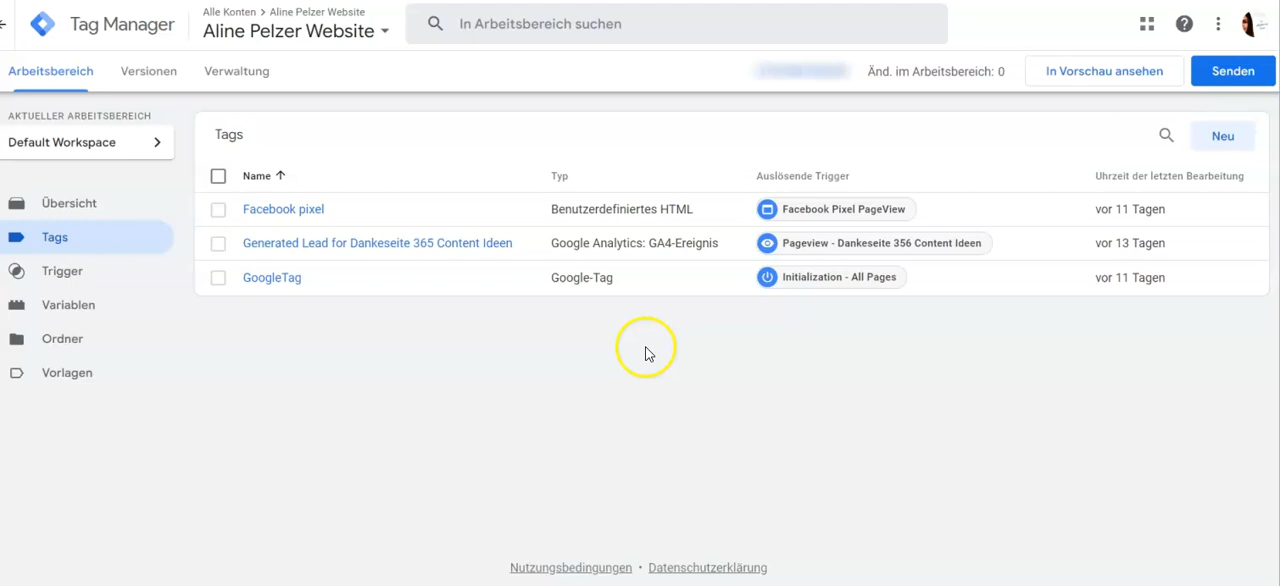 Tag Manager
Alle Konten > Aline Pelzer Website
Aline Pelzer Website
In Arbeitsbereich suchen
Arbeitsbereich Versionen Verwaltung
Änd. im Arbeitsbereich: 0
In Vorschau ansehen
Senden
AKTUELLER ARBEITSBEREICH
Default Workspace
Übersicht
Tags
Trigger
Variablen
Ordner
Vorlagen
Tags
Neu
Name Typ Auslösende Trigger Uhrzeit der letzten Bearbeitung
Facebook pixel Benutzerdefiniertes HTML Facebook Pixel PageView vor 11 Tagen
Generated Lead for Dankeseite 365 Content Ideen Google Analytics: GA4-Ereignis Pageview - Dankeseite 356 Content Ideen vor 13 Tagen
GoogleTag Google-Tag Initialization - All Pages vor 11 Tagen
Nutzungsbedingungen • Datenschutzerklärung